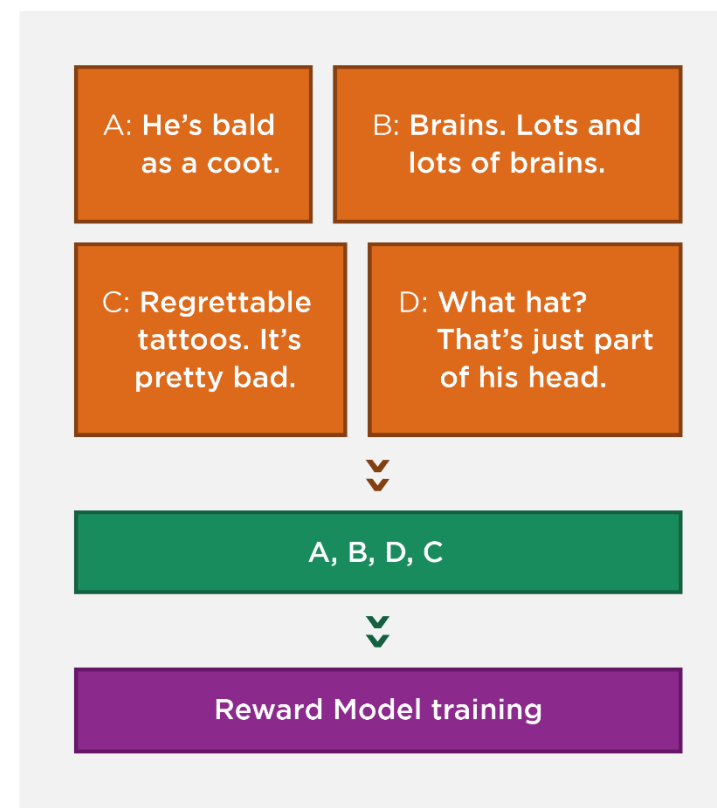 A: He’s bald
as a coot.
B: Brains. Lots and
lots of brains.
C: Regrettable
tattoos. It’s
pretty bad.
D: What hat?
That’s just part
of his head.
A, B, D, C
Reward Model training